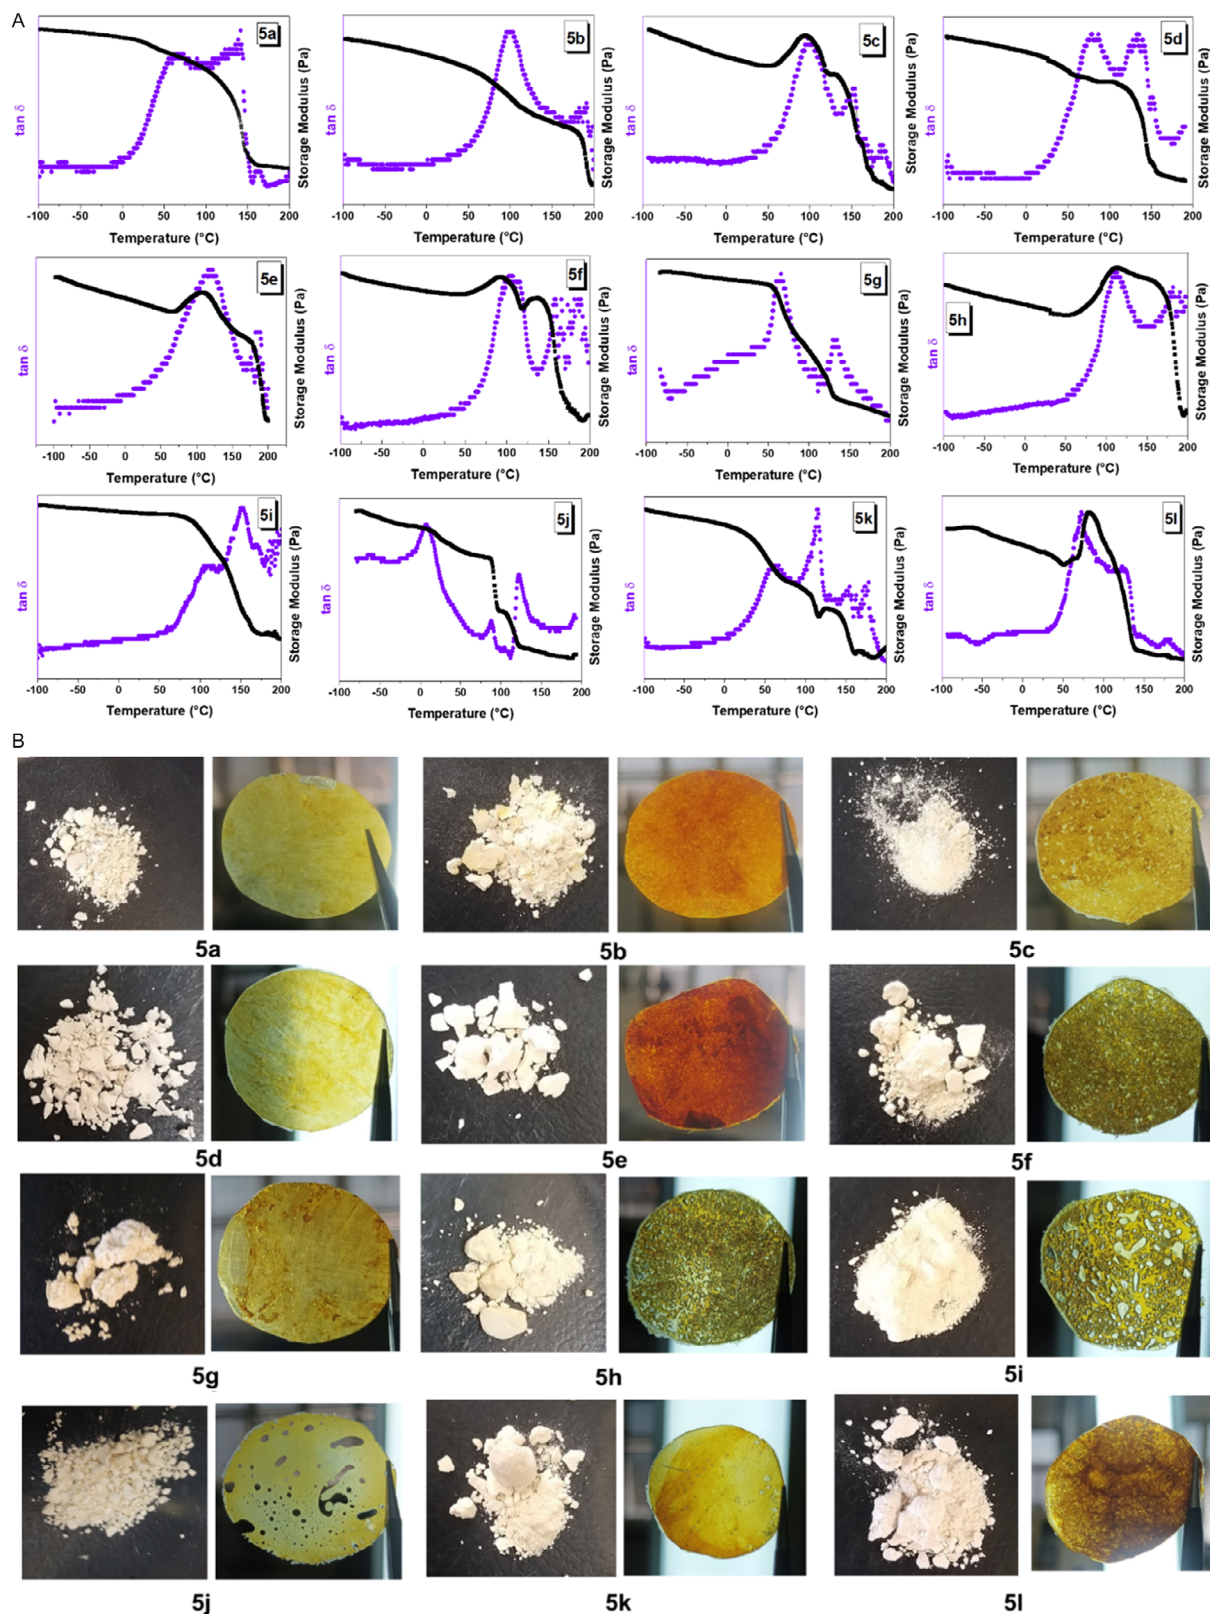 A
5a
5b
5c
5d
tan δ
Storage Modulus (Pa)
tan δ
Storage Modulus (Pa)
tan δ
Storage Modulus (Pa)
tan δ
Storage Modulus (Pa)
-100 -50 0 50 100 150 200
-100 -50 0 50 100 150 200
-100 -50 0 50 100 150 200
-100 -50 0 50 100 150 200
Temperature (°C)
Temperature (°C)
Temperature (°C)
Temperature (°C)
5e
5f
5g
5h
tan δ
Storage Modulus (Pa)
tan δ
Storage Modulus (Pa)
tan δ
Storage Modulus (Pa)
tan δ
Storage Modulus (Pa)
-100 -50 0 50 100 150 200
-100 -50 0 50 100 150 200
-100 -50 0 50 100 150 200
-100 -50 0 50 100 150 200
Temperature (°C)
Temperature (°C)
Temperature (°C)
Temperature (°C)
5i
5j
5k
5l
tan δ
Storage Modulus (Pa)
tan δ
Storage Modulus (Pa)
tan δ
Storage Modulus (Pa)
tan δ
Storage Modulus (Pa)
-100 -50 0 50 100 150 200
-100 -50 0 50 100 150 200
-100 -50 0 50 100 150 200
-100 -50 0 50 100 150 200
Temperature (°C)
Temperature (°C)
Temperature (°C)
Temperature (°C)
B
5a
5b
5c
5d
5e
5f
5g
5h
5i
5j
5k
5l